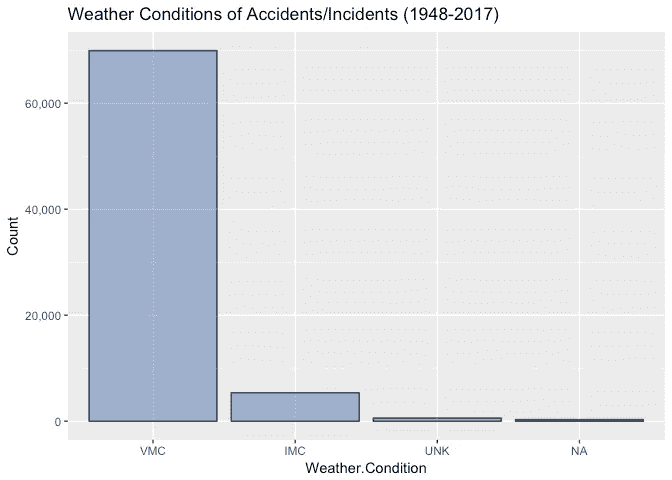 Weather Conditions of Accidents/Incidents (1948-2017)
60,000
40,000
20,000
0
Count
VMC IMC UNK NA
Weather.Condition